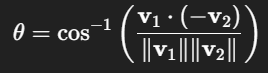 θ = cos⁻¹ ( v₁ · (−v₂) / ‖v₁‖‖v₂‖ )